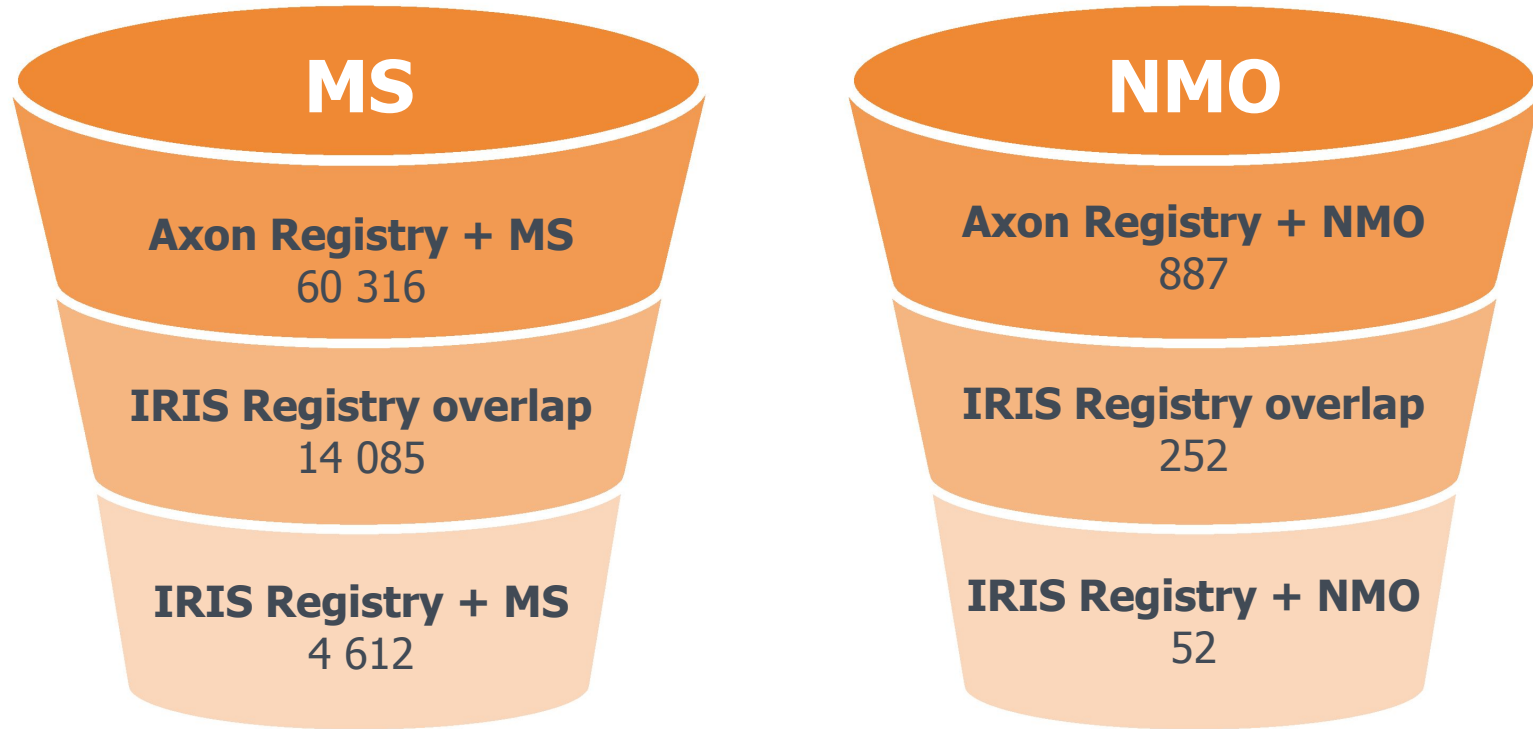 MS
Axon Registry + MS
60 316
IRIS Registry overlap
14 085
IRIS Registry + MS
4 612
NMO
Axon Registry + NMO
887
IRIS Registry overlap
252
IRIS Registry + NMO
52